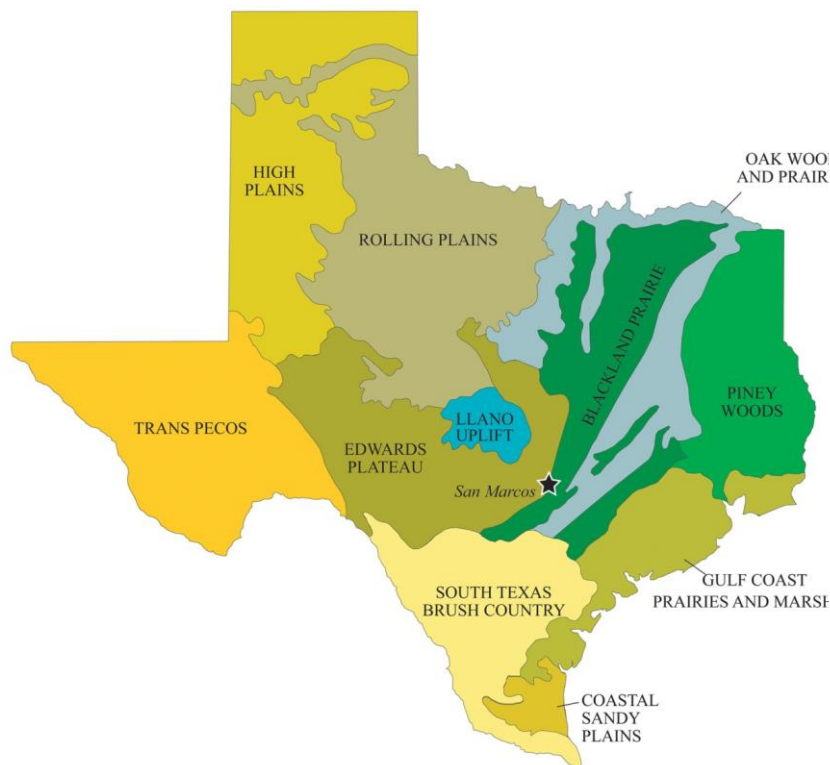 OAK WOO
AND PRAIR
HIGH
PLAINS
ROLLING PLAINS
BLACKLAND PRAIRIE
PINEY
WOODS
TRANS PECOS
LLANO
UPLIFT
EDWARDS
PLATEAU
San Marcos
GULF COAST
PRAIRIES AND MARSH
SOUTH TEXAS
BRUSH COUNTRY
COASTAL
SANDY
PLAINS